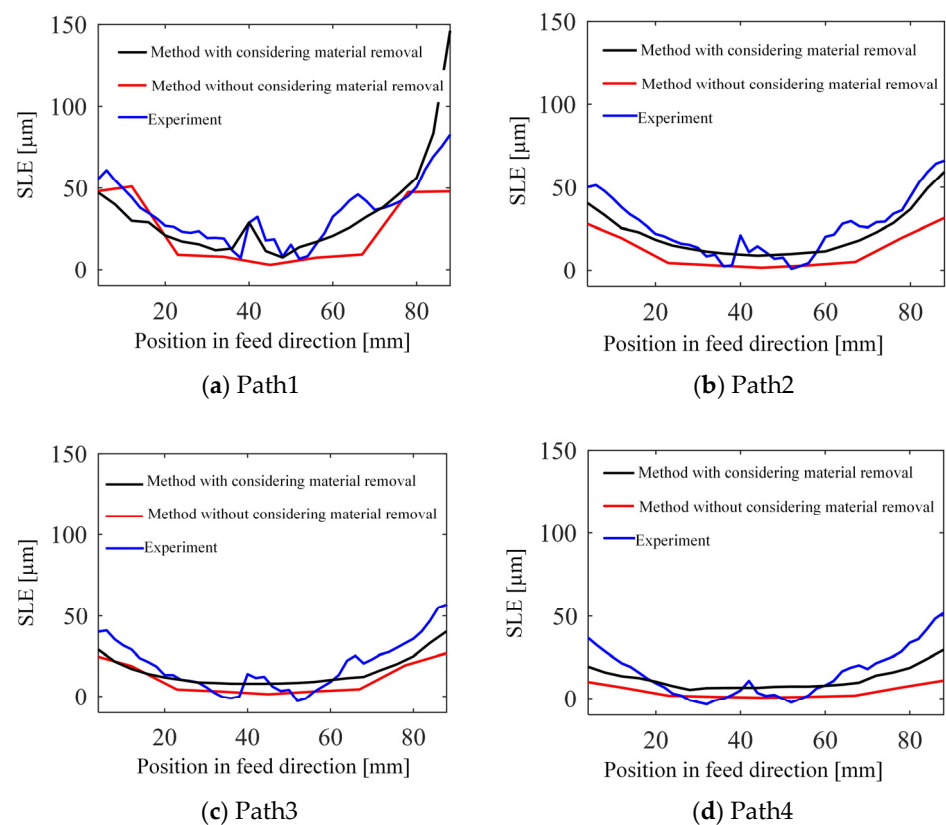 150
Method with considering material removal
100
Method without considering material removal
Experiment
50
0
SLE [µm]
20 40 60 80
Position in feed direction [mm]
(a) Path1
150
Method with considering material removal
100
Method without considering material removal
Experiment
50
0
SLE [µm]
20 40 60 80
Position in feed direction [mm]
(b) Path2
150
Method with considering material removal
Method without considering material removal
100
Experiment
50
0
SLE [µm]
20 40 60 80
Position in feed direction [mm]
(c) Path3
150
Method with considering material removal
Method without considering material removal
100
Experiment
50
0
SLE [µm]
20 40 60 80
Position in feed direction [mm]
(d) Path4